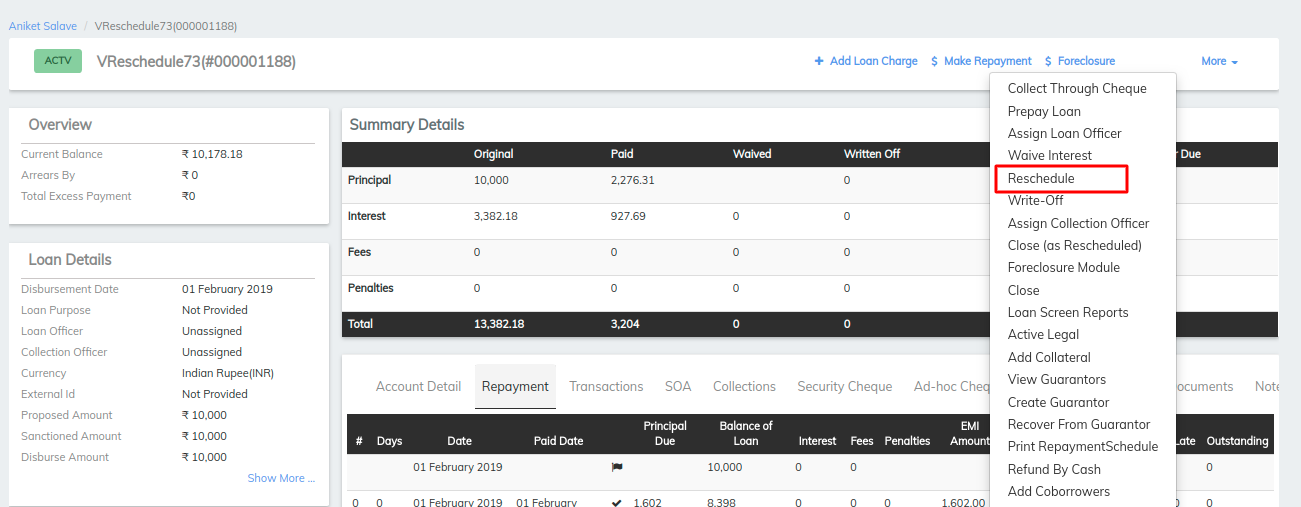 Aniket Salave / VReschedule73(000001188)
ACTV VReschedule73(#000001188) + Add Loan Charge $ Make Repayment $ Foreclosure More
Overview
Current Balance ₹ 10,178.18
Arrears By ₹ 0
Total Excess Payment ₹0
Loan Details
Disbursement Date 01 February 2019
Loan Purpose Not Provided
Loan Officer Unassigned
Collection Officer Unassigned
Currency Indian Rupee(INR)
External Id Not Provided
Proposed Amount ₹ 10,000
Sanctioned Amount ₹ 10,000
Disburse Amount ₹ 10,000
Show More ...
Summary Details
Original Paid Waived Written Off r Due
Principal 10,000 2,276.31 0
Interest 3,382.18 927.69 0 0
Fees 0 0 0 0
Penalties 0 0 0 0
Total 13,382.18 3,204 0 0
Account Detail Repayment Transactions SOA Collections Security Cheque Ad-hoc Cheq ocuments Note
# Days Date Paid Date Principal Due Balance of Loan Interest Fees Penalties EMI Amount Late Outstanding
01 February 2019 10,000 0 0 0
0 0 01 February 2019 01 February 1,602 8,398 0 0 0 1,602.00 0
Collect Through Cheque
Prepay Loan
Assign Loan Officer
Waive Interest
Reschedule
Write-Off
Assign Collection Officer
Close (as Rescheduled)
Foreclosure Module
Close
Loan Screen Reports
Active Legal
Add Collateral
View Guarantors
Create Guarantor
Recover From Guarantor
Print RepaymentSchedule
Refund By Cash
Add Coborrowers